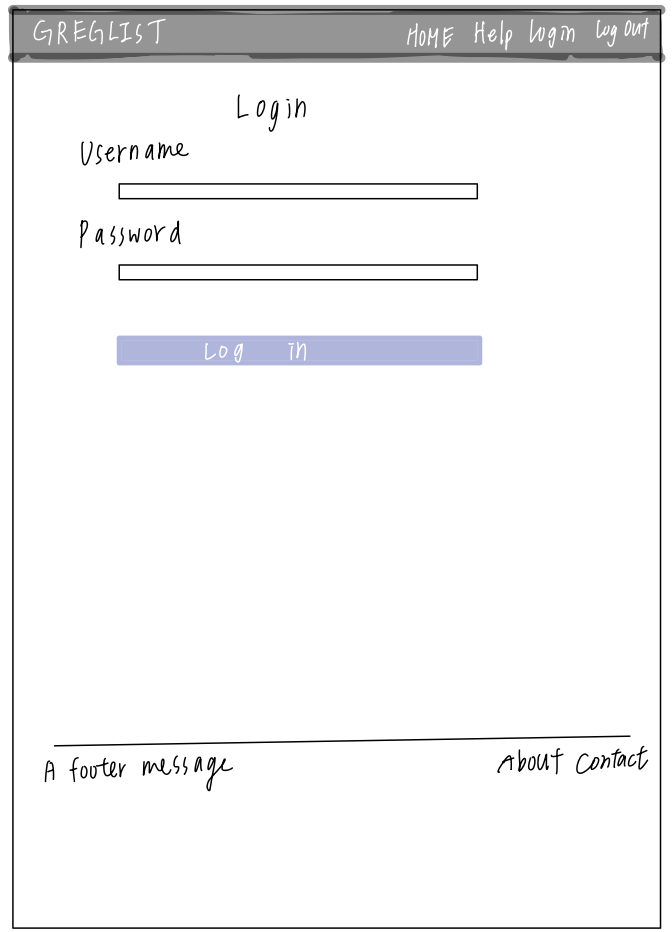 GREGLIST HOME Help Login Log Out
Login
Username
Password
Log in
A footer message About Contact